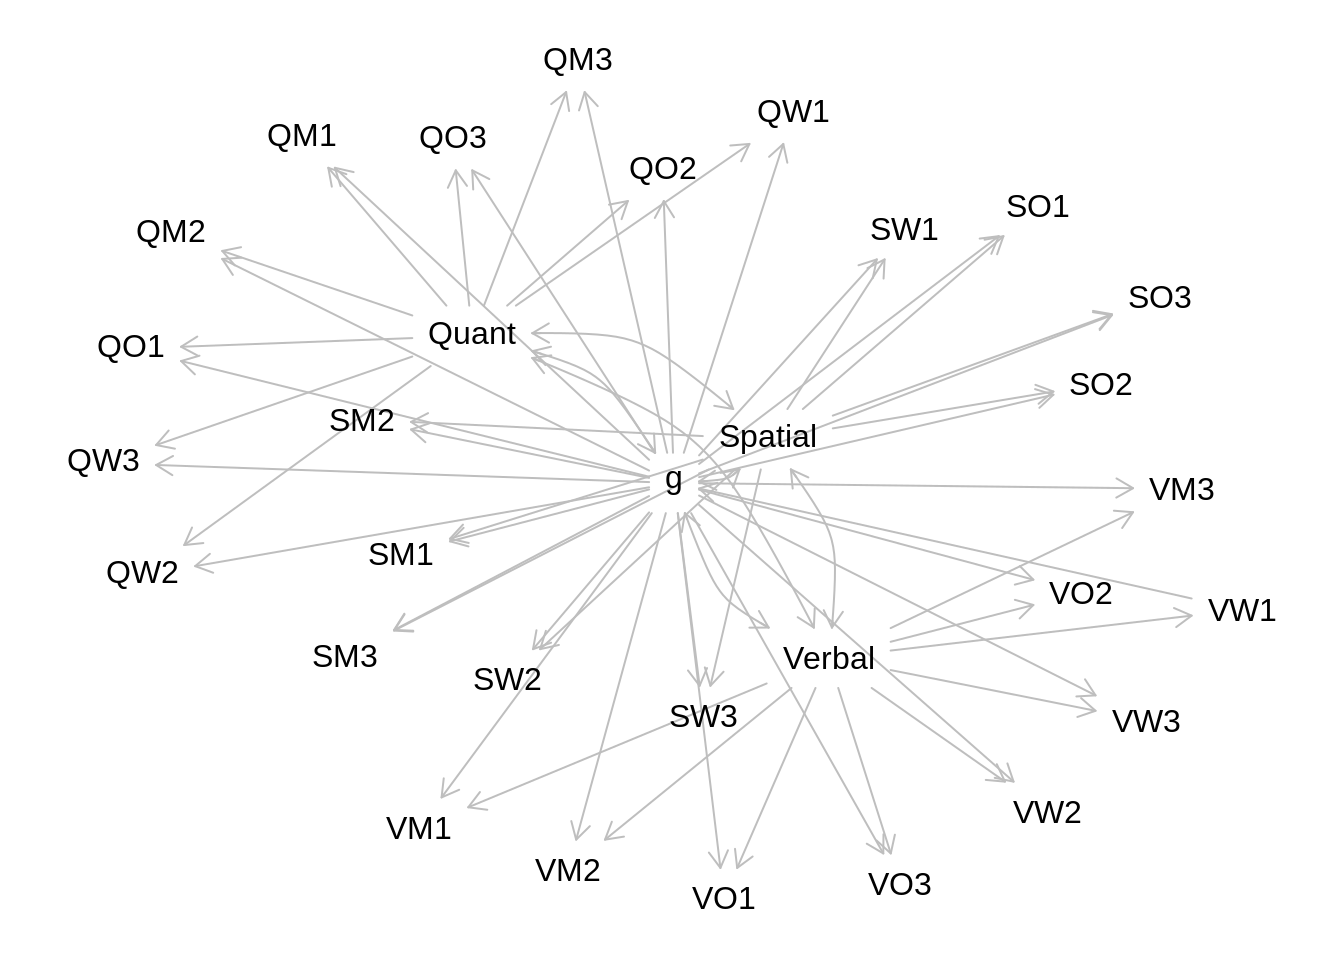 QM3
QW1
QM1
QO3
QO2
SO1
QM2
SW1
SO3
Quant
QO1
SO2
SM2
Spatial
QW3
g
VM3
SM1
QW2
VO2
VW1
SM3
Verbal
SW2
SW3
VW3
VW2
VM1
VM2
VO3
VO1